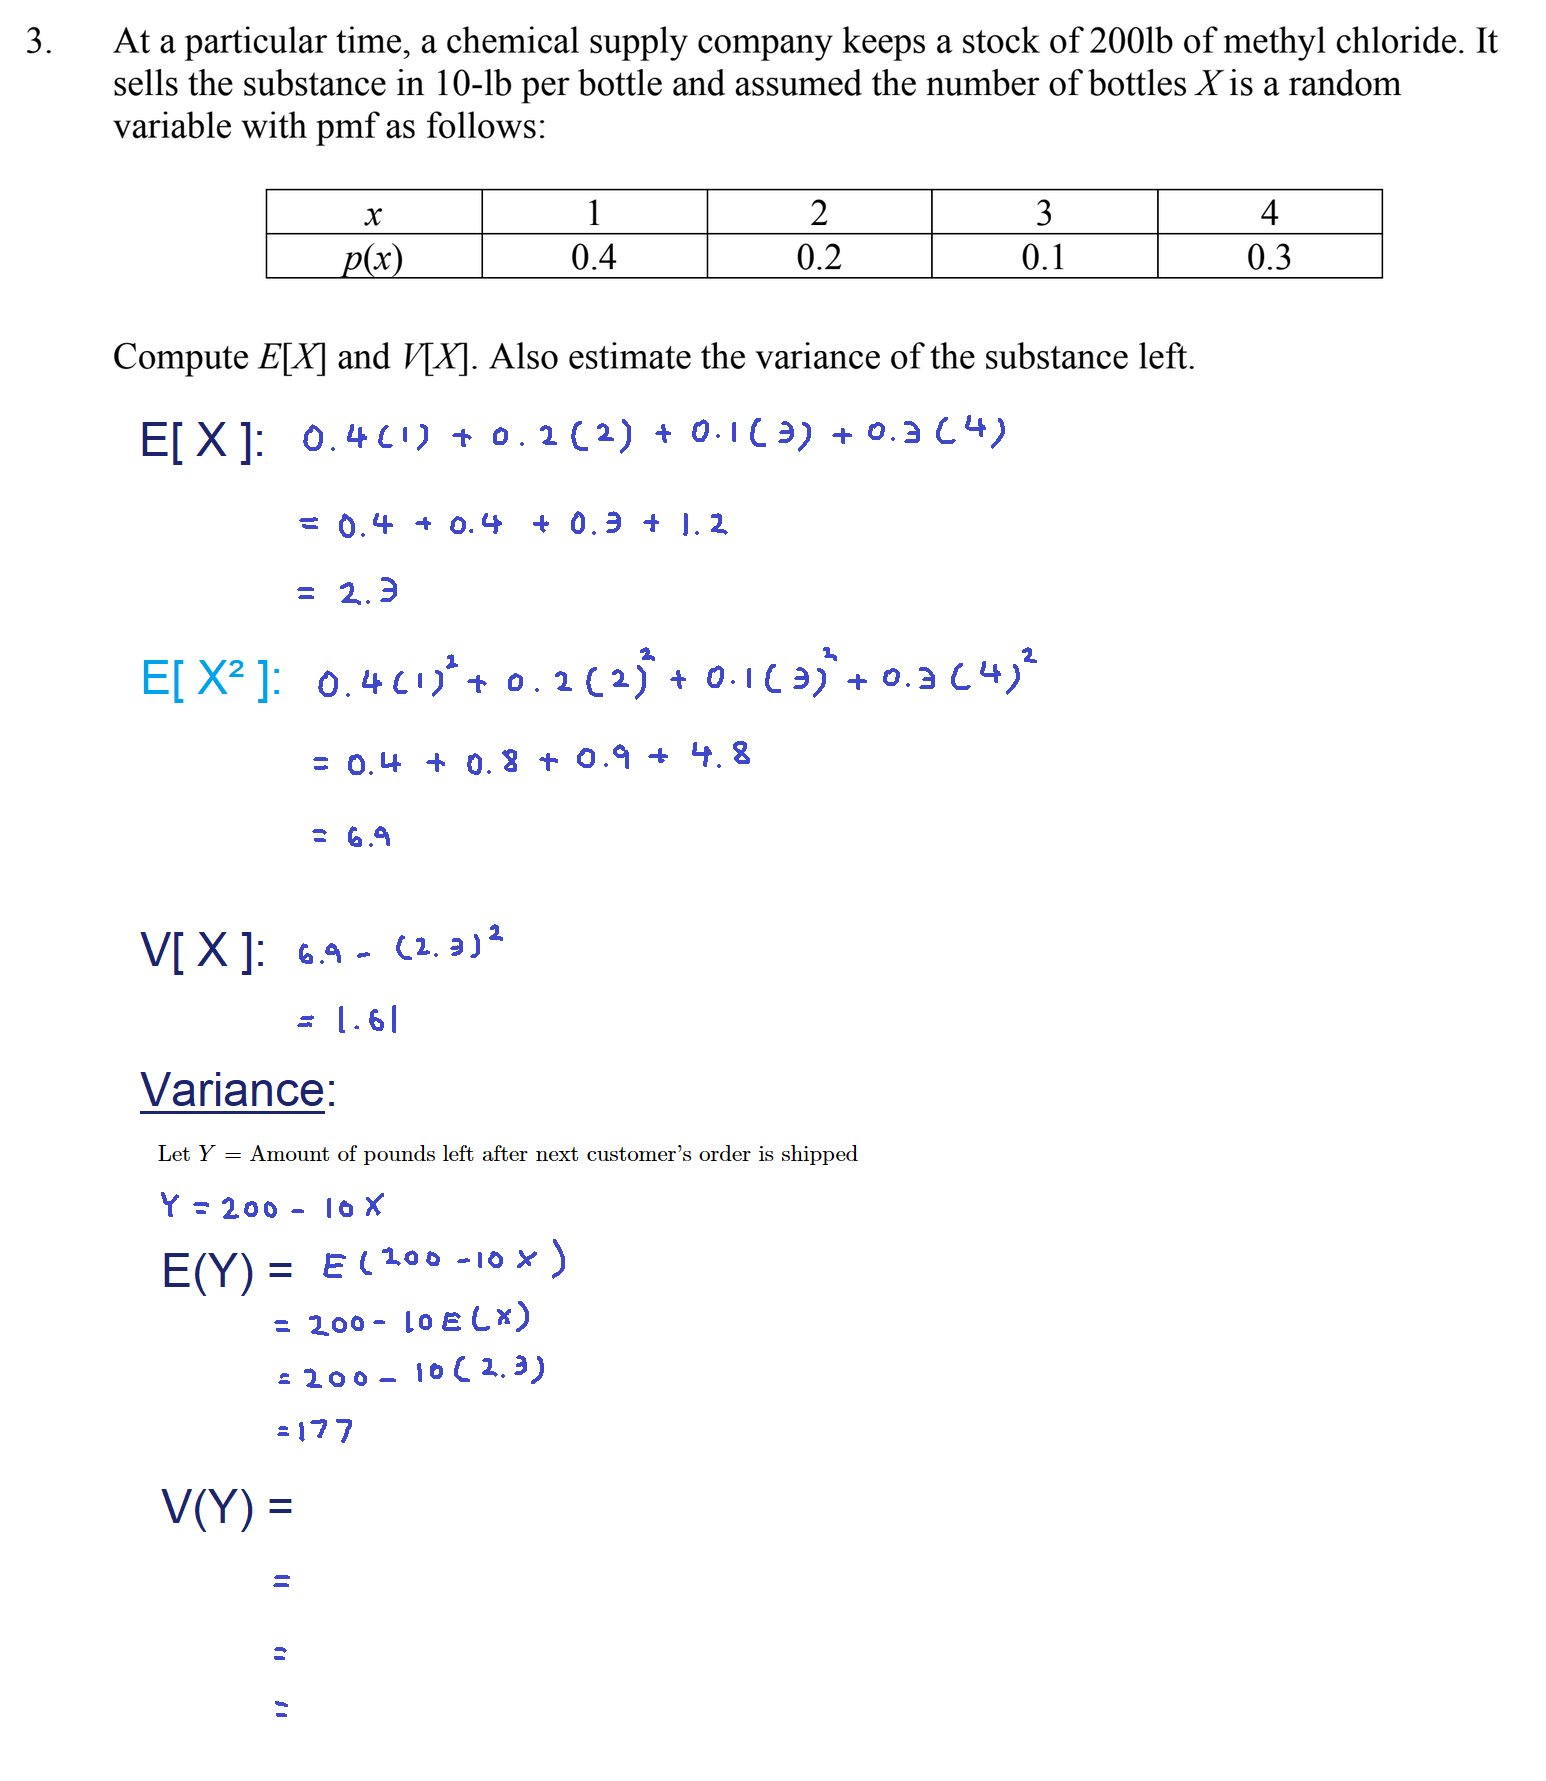 3. At a particular time, a chemical supply company keeps a stock of 200lb of methyl chloride. It
sells the substance in 10-lb per bottle and assumed the number of bottles X is a random
variable with pmf as follows:
x 1 2 3 4
p(x) 0.4 0.2 0.1 0.3
Compute E[X] and V[X]. Also estimate the variance of the substance left.
E[ X ]: 0.4(1) + 0.2(2) + 0.1(3) + 0.3(4)
= 0.4 + 0.4 + 0.3 + 1.2
= 2.3
E[ X² ]: 0.4(1)² + 0.2(2)² + 0.1(3)² + 0.3(4)²
= 0.4 + 0.8 + 0.9 + 4.8
= 6.9
V[ X ]: 6.9 - (2.3)²
= 1.61
Variance:
Let Y = Amount of pounds left after next customer's order is shipped
Y = 200 - 10X
E(Y) = E(200 - 10X)
= 200 - 10E(X)
= 200 - 10(2.3)
= 177
V(Y) =
=
=
=